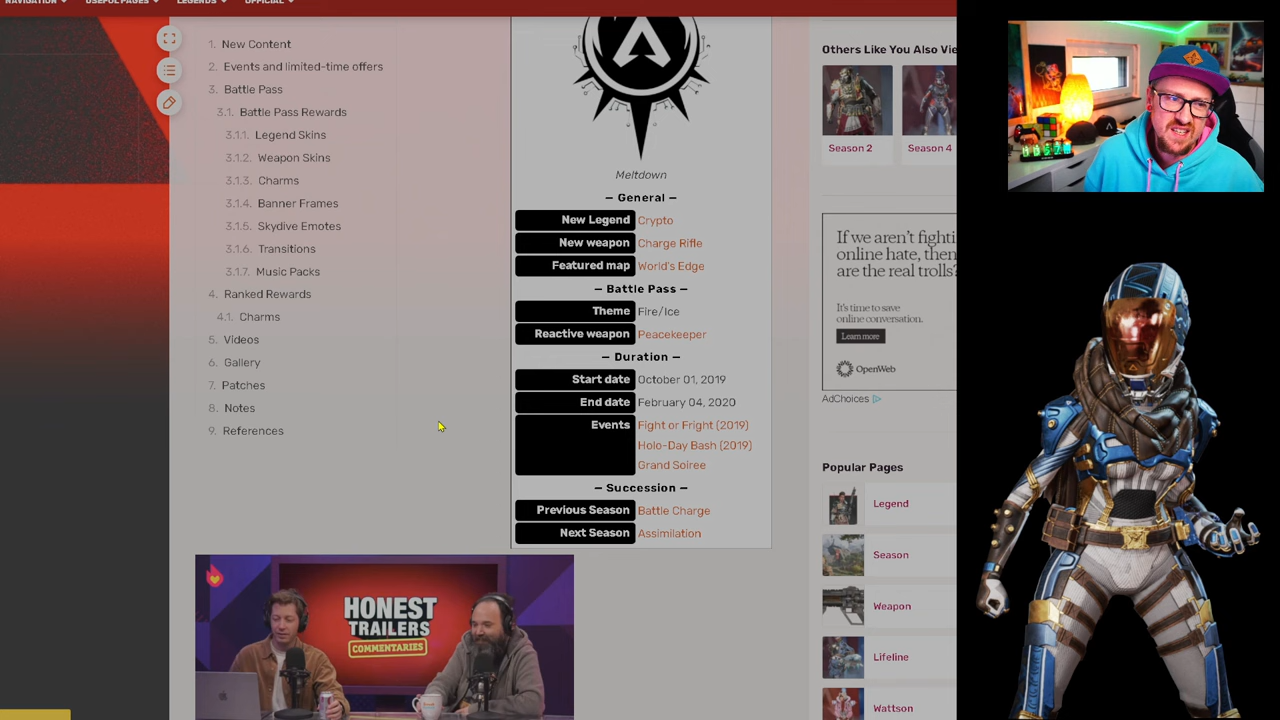 NAVIGATION
USEFUL PAGES
LEGENDS
OFFICIAL
1. New Content
2. Events and limited-time offers
3. Battle Pass
3.1. Battle Pass Rewards
3.1.1. Legend Skins
3.1.2. Weapon Skins
3.1.3. Charms
3.1.4. Banner Frames
3.1.5. Skydive Emotes
3.1.6. Transitions
3.1.7. Music Packs
4. Ranked Rewards
4.1. Charms
5. Videos
6. Gallery
7. Patches
8. Notes
9. References
Meltdown
— General —
New Legend Crypto
New weapon Charge Rifle
Featured map World's Edge
— Battle Pass —
Theme Fire/Ice
Reactive weapon Peacekeeper
— Duration —
Start date October 01, 2019
End date February 04, 2020
Events Fight or Fright (2019)
Holo-Day Bash (2019)
Grand Soiree
— Succession —
Previous Season Battle Charge
Next Season Assimilation
HONEST
TRAILERS
COMMENTARIES
Others Like You Also Vie
Season 2
Season 4
If we aren't fighti
online hate, then
are the real trolls?
It's time to save
online conversation.
Learn more
OpenWeb
AdChoices
Popular Pages
Legend
Season
Weapon
Lifeline
Wattson